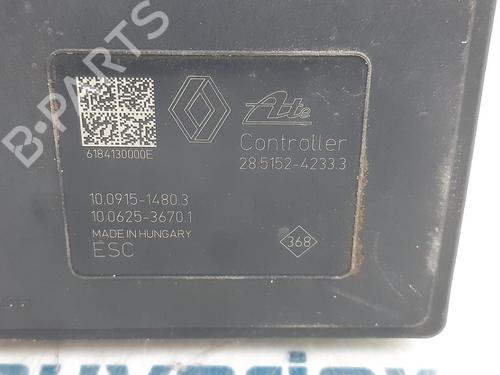 B-PARTS
Ate
Controller
28.5152-4233.3
6184130000E
10.0915-1480.3
10.0625-3670.1
MADE IN HUNGARY
ESC
368